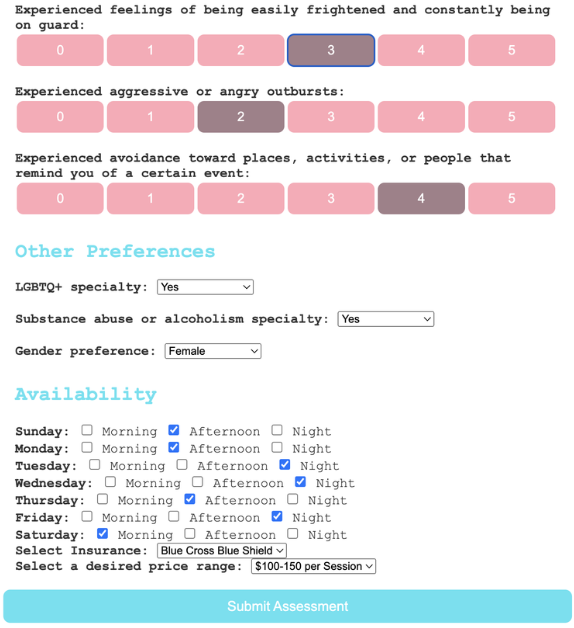 Experienced feelings of being easily frightened and constantly being
on guard:
0 1 2 3 4 5
Experienced aggressive or angry outbursts:
0 1 2 3 4 5
Experienced avoidance toward places, activities, or people that
remind you of a certain event:
0 1 2 3 4 5
Other Preferences
LGBTQ+ specialty: Yes
Substance abuse or alcoholism specialty: Yes
Gender preference: Female
Availability
Sunday: Morning Afternoon Night
Monday: Morning Afternoon Night
Tuesday: Morning Afternoon Night
Wednesday: Morning Afternoon Night
Thursday: Morning Afternoon Night
Friday: Morning Afternoon Night
Saturday: Morning Afternoon Night
Select Insurance: Blue Cross Blue Shield
Select a desired price range: $100-150 per Session
Submit Assessment